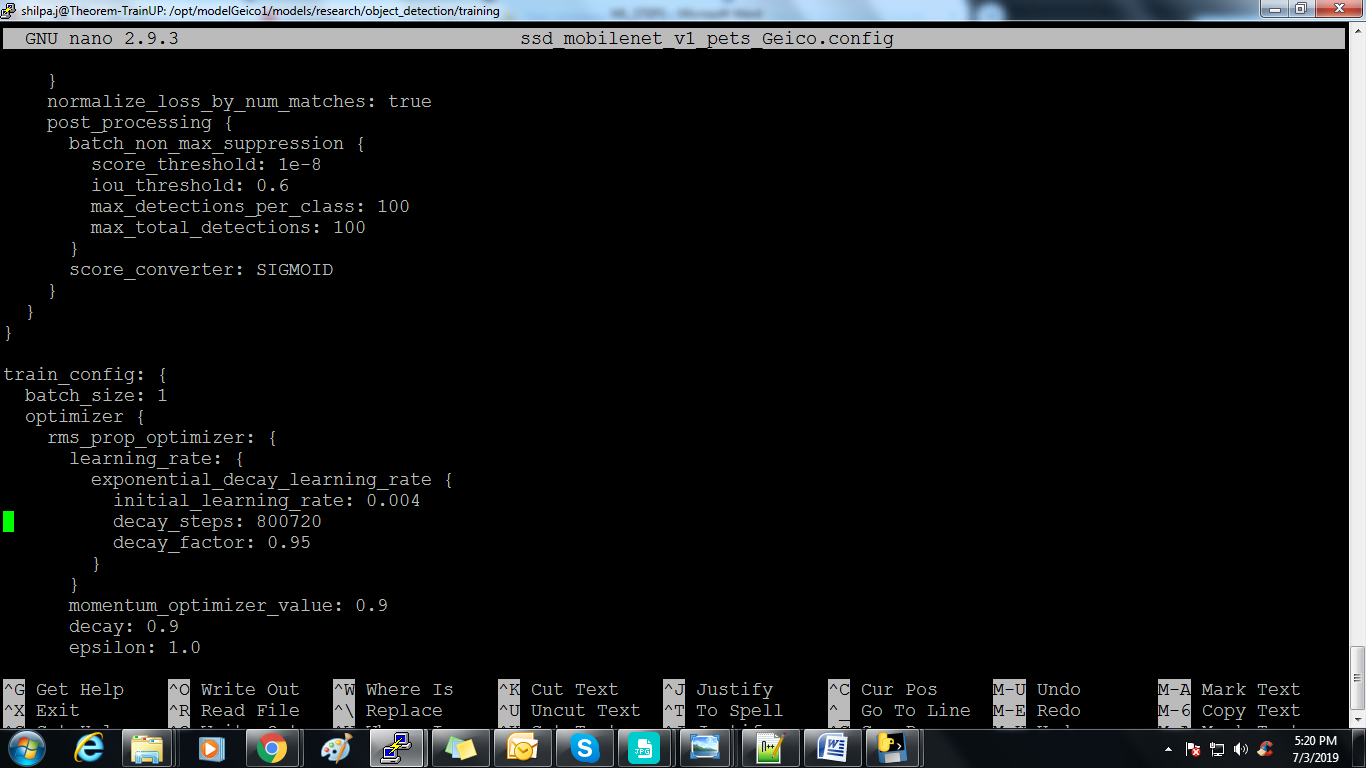 shilpa.j@Theorem-TrainUP: /opt/modelGeico1/models/research/object_detection/training
GNU nano 2.9.3 ssd_mobilenet_v1_pets_Geico.config
}
normalize_loss_by_num_matches: true
post_processing {
batch_non_max_suppression {
score_threshold: 1e-8
iou_threshold: 0.6
max_detections_per_class: 100
max_total_detections: 100
}
score_converter: SIGMOID
}
}
}
train_config: {
batch_size: 1
optimizer {
rms_prop_optimizer: {
learning_rate: {
exponential_decay_learning_rate {
initial_learning_rate: 0.004
decay_steps: 800720
decay_factor: 0.95
}
}
momentum_optimizer_value: 0.9
decay: 0.9
epsilon: 1.0
^G Get Help ^O Write Out ^W Where Is ^K Cut Text ^J Justify ^C Cur Pos M-U Undo M-A Mark Text
^X Exit ^R Read File ^\ Replace ^U Uncut Text ^T To Spell ^_ Go To Line M-E Redo M-6 Copy Text
JPG
5:20 PM
7/3/2019